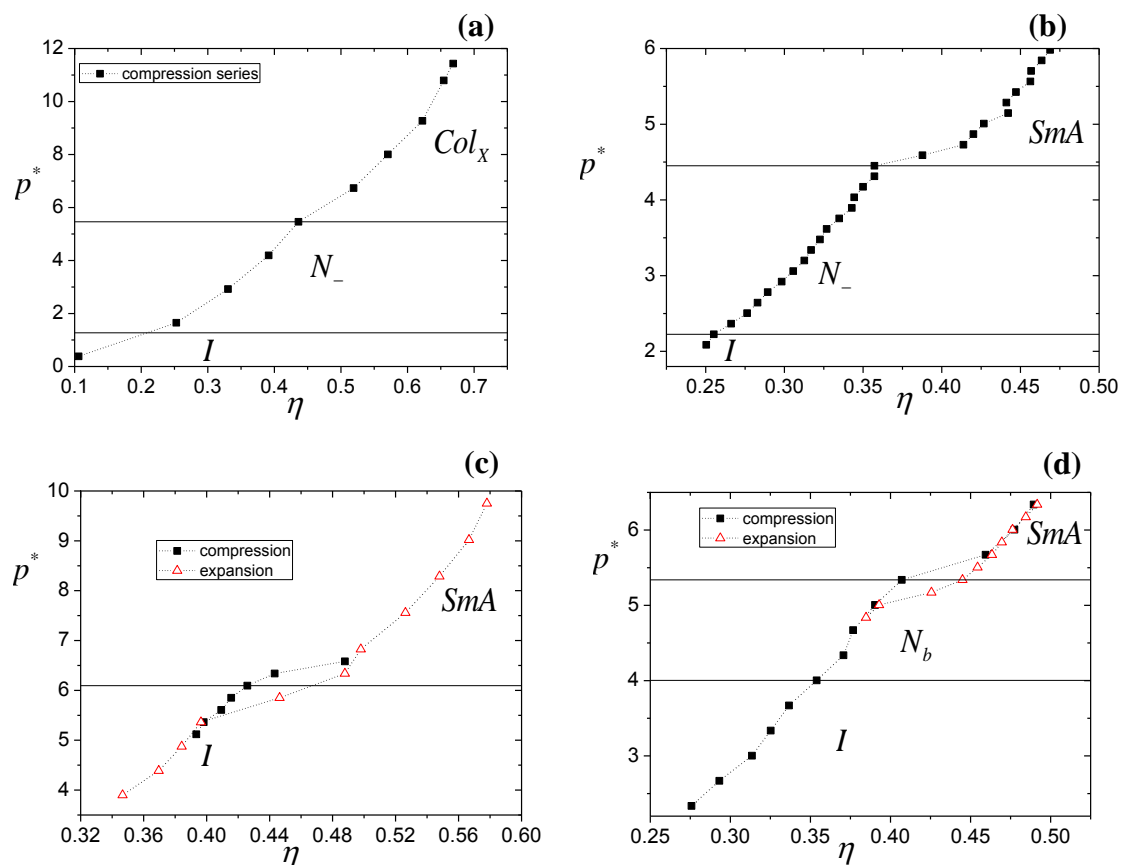 (a)
12
10
8
6
4
2
0
p*
compression series
Col_X
N_−
I
0.1 0.2 0.3 0.4 0.5 0.6 0.7
η
(b)
6
5
4
3
2
p*
SmA
N_−
I
0.25 0.30 0.35 0.40 0.45 0.50
η
(c)
10
9
8
7
6
5
4
p*
compression
expansion
SmA
I
0.32 0.36 0.40 0.44 0.48 0.52 0.56 0.60
η
(d)
6
5
4
3
p*
compression
expansion
SmA
N_b
I
0.25 0.30 0.35 0.40 0.45 0.50
η